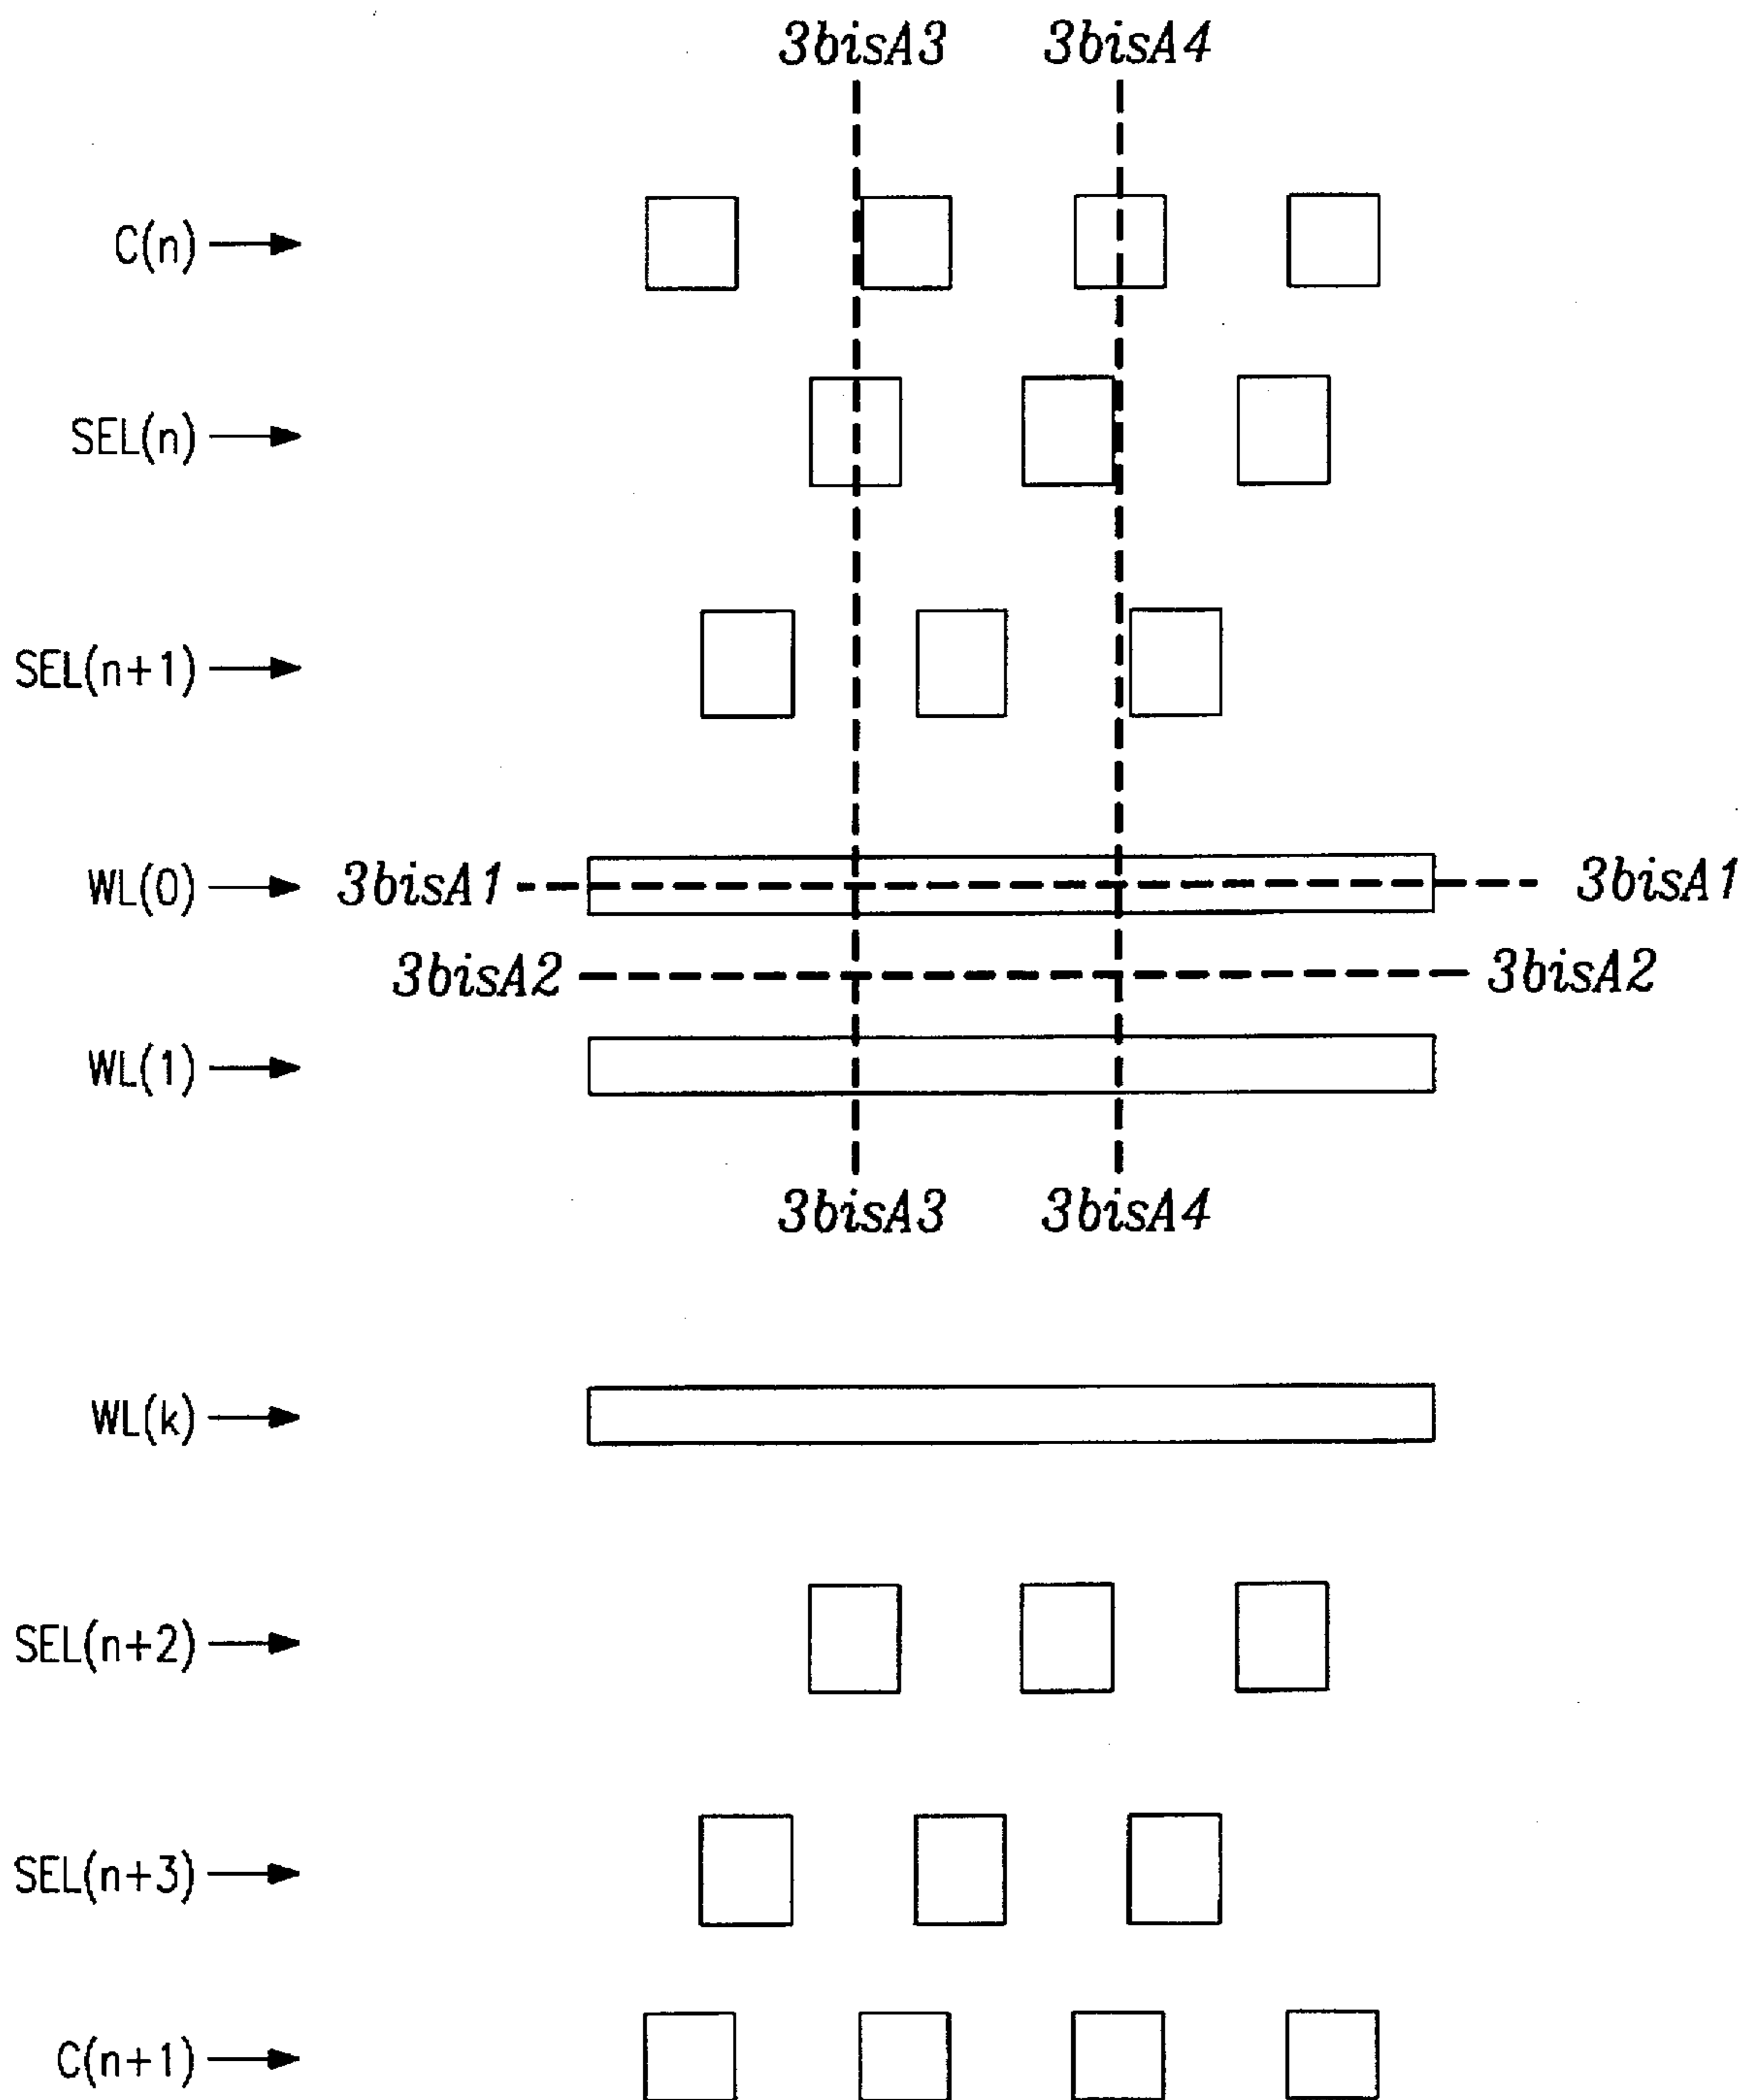 3bisA3 3bisA4
C(n)
SEL(n)
SEL(n+1)
WL(0) 3bisA1 3bisA1
3bisA2 3bisA2
WL(1)
3bisA3 3bisA4
WL(k)
SEL(n+2)
SEL(n+3)
C(n+1)